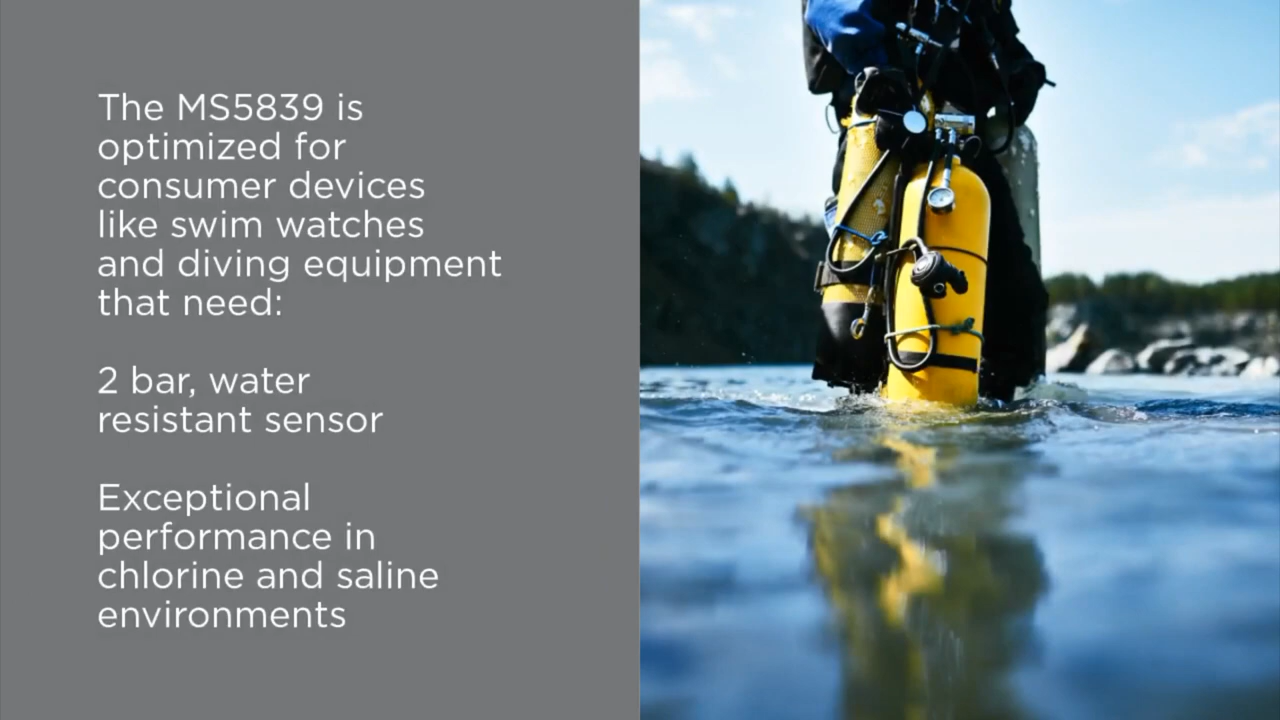 The MS5839 is
optimized for
consumer devices
like swim watches
and diving equipment
that need:
2 bar, water
resistant sensor
Exceptional
performance in
chlorine and saline
environments